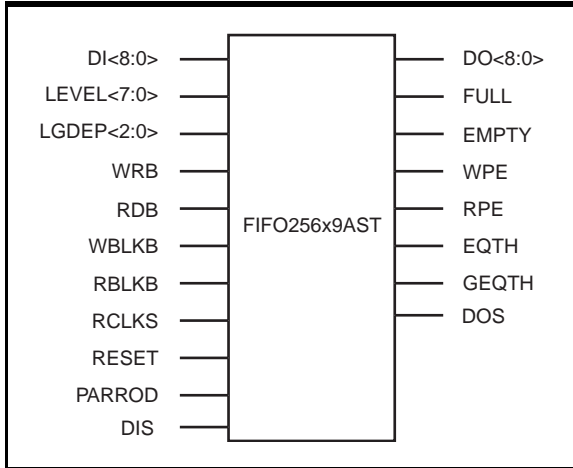 DI<8:0>
LEVEL<7:0>
LGDEP<2:0>
WRB
RDB
WBLKB
RBLKB
RCLKS
RESET
PARROD
DIS
FIFO256x9AST
DO<8:0>
FULL
EMPTY
WPE
RPE
EQTH
GEQTH
DOS